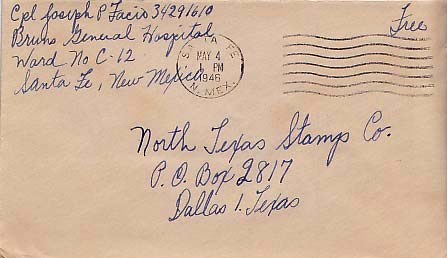 Cpl Joseph P Facio 34291610
Bruns General Hospital
Ward No C-12
Santa Fe, New Mexico
SANTA FE
MAY 4
1 PM
1946
N. MEX.
Free
North Texas Stamps Co.
P.O. Box 2817
Dallas 1. Texas